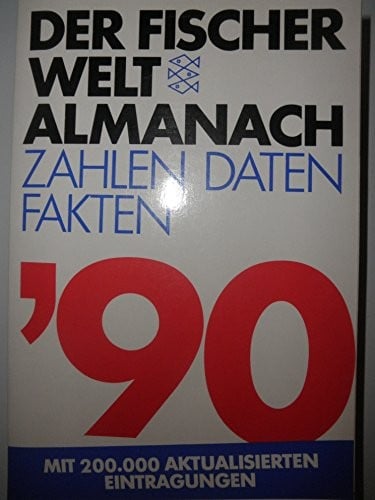 DER FISCHER
WELT
ALMANACH
ZAHLEN DATEN
FAKTEN
'90
MIT 200.000 AKTUALISIERTEN
EINTRAGUNGEN